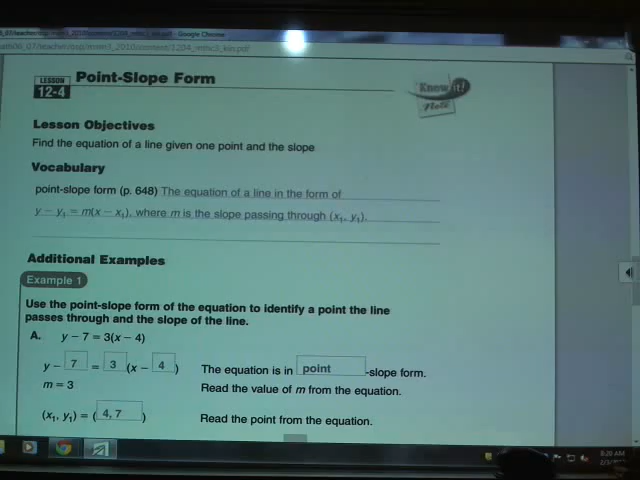 Google Chrome
LESSON
12-4
Point-Slope Form
Know it!
Note
Lesson Objectives
Find the equation of a line given one point and the slope
Vocabulary
point-slope form (p. 648) The equation of a line in the form of
y − y₁ = m(x − x₁), where m is the slope passing through (x₁, y₁).
Additional Examples
Example 1
Use the point-slope form of the equation to identify a point the line
passes through and the slope of the line.
A. y − 7 = 3(x − 4)
y − 7 = 3 (x − 4) The equation is in point -slope form.
m = 3 Read the value of m from the equation.
(x₁, y₁) = (4, 7) Read the point from the equation.
8:20 AM